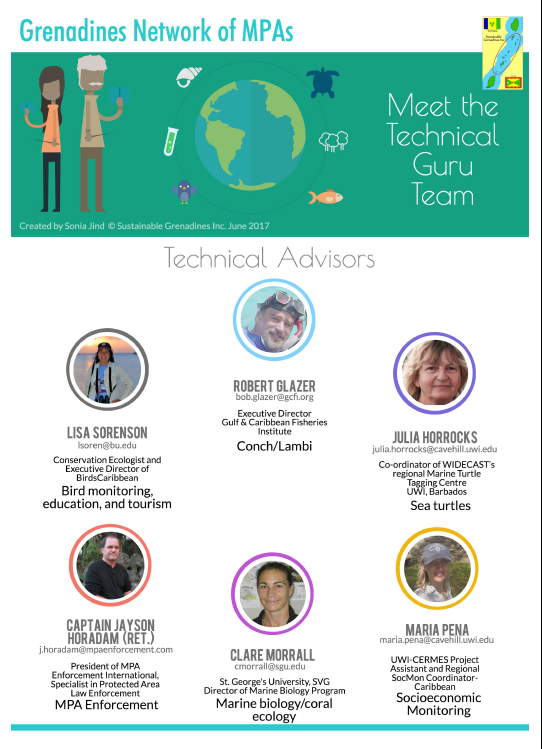 Grenadines Network of MPAs
Sustainable
Grenadines Inc.
Meet the
Technical
Guru
Team
Created by Sonia Jind © Sustainable Grenadines Inc. June 2017
Technical Advisors
ROBERT GLAZER
bob.glazer@gcfi.org
Executive Director
Gulf & Caribbean Fisheries
Institute
Conch/Lambi
LISA SORENSON
lsoren@bu.edu
Conservation Ecologist and
Executive Director of
BirdsCaribbean
Bird monitoring,
education, and tourism
JULIA HORROCKS
julia.horrocks@cavehill.uwi.edu
Co-ordinator of WIDECAST's
regional Marine Turtle
Tagging Centre
UWI, Barbados
Sea turtles
CAPTAIN JAYSON
HORADAM (RET.)
j.horadam@mpaenforcement.com
President of MPA
Enforcement International,
Specialist in Protected Area
Law Enforcement
MPA Enforcement
CLARE MORRALL
cmorrall@sgu.edu
St. George's University, SVG
Director of Marine Biology Program
Marine biology/coral
ecology
MARIA PENA
maria.pena@cavehill.uwi.edu
UWI-CERMES Project
Assistant and Regional
SocMon Coordinator-
Caribbean
Socioeconomic
Monitoring